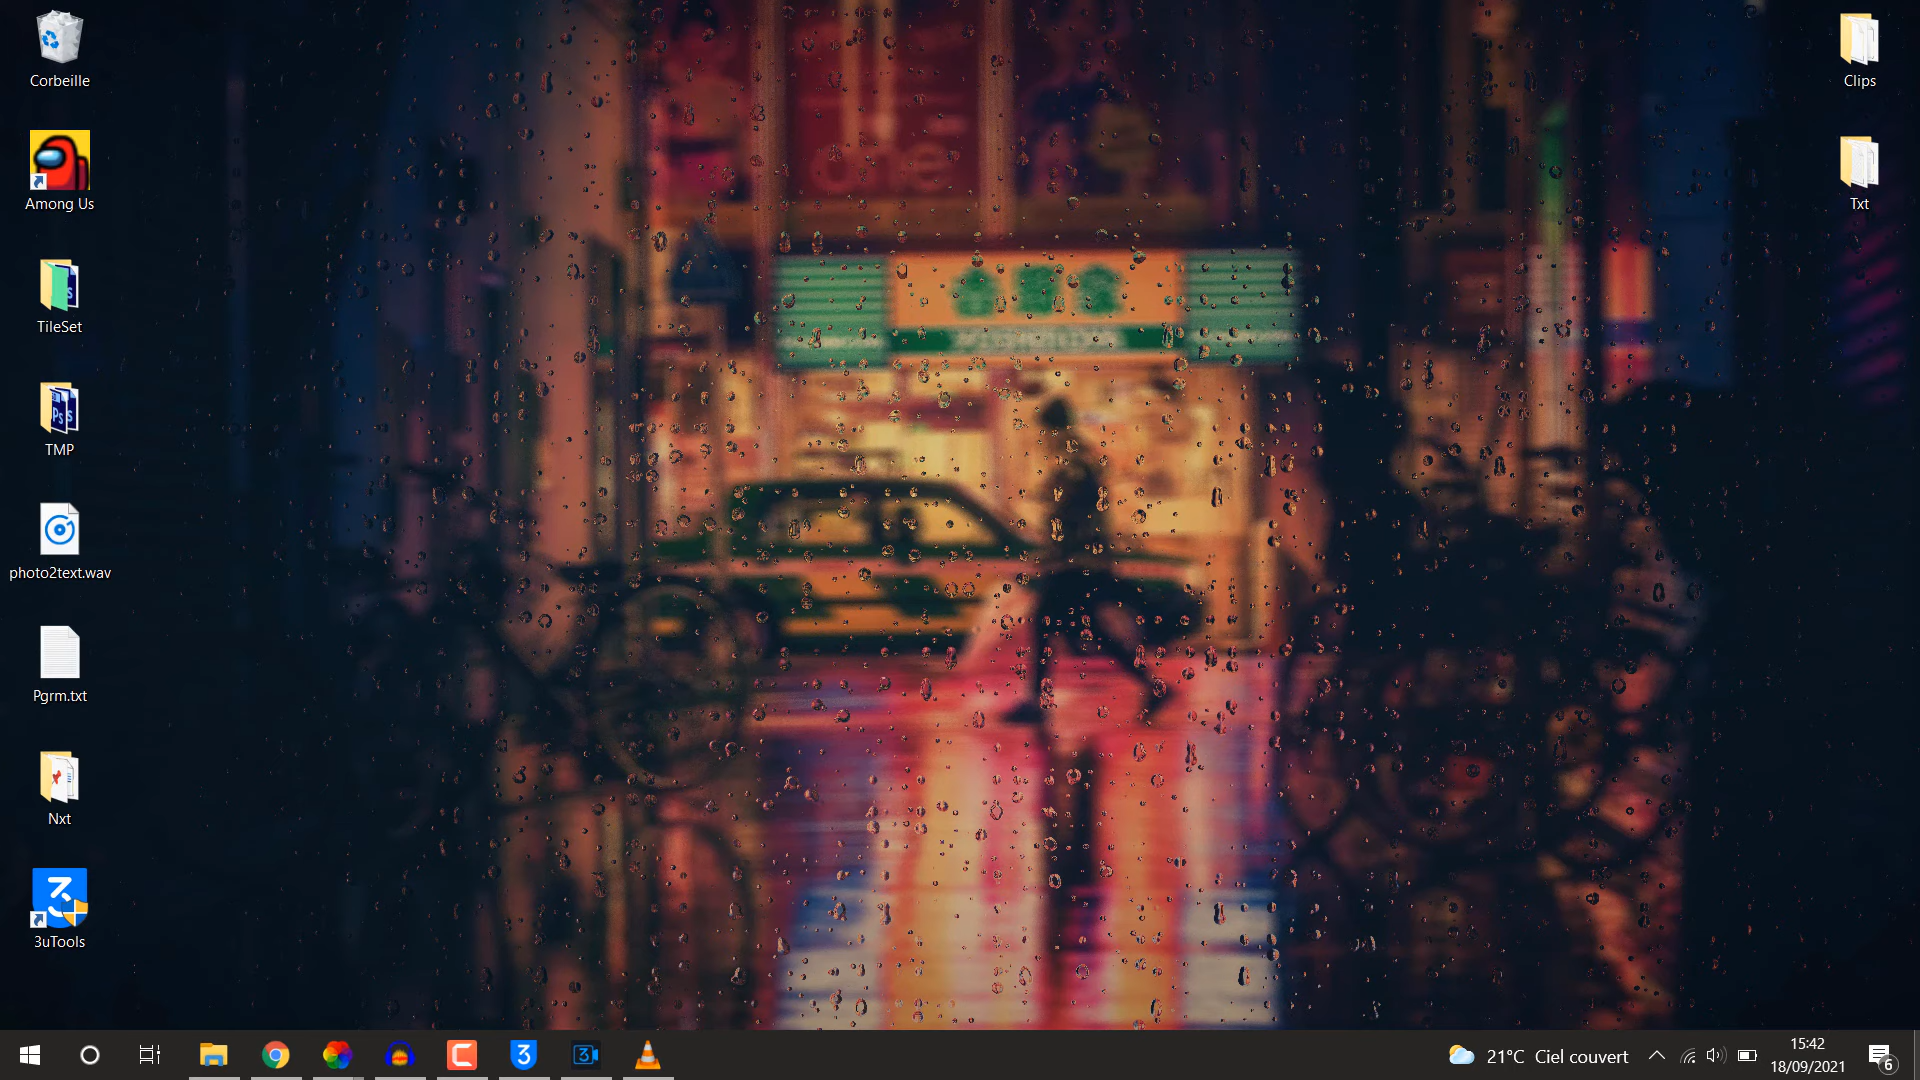 Corbeille
Among Us
TileSet
TMP
photo2text.wav
Pgrm.txt
Nxt
3uTools
Clips
Txt
one
21°C Ciel couvert
15:42
18/09/2021
6